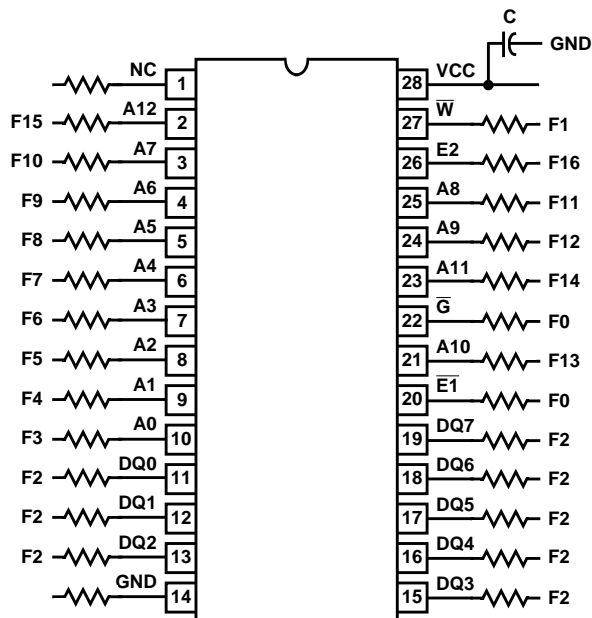 C
GND
NC 1 28 VCC
F15 A12 2 27 W̅ F1
F10 A7 3 26 E2 F16
F9 A6 4 25 A8 F11
F8 A5 5 24 A9 F12
F7 A4 6 23 A11 F14
F6 A3 7 22 G̅ F0
F5 A2 8 21 A10 F13
F4 A1 9 20 E̅1̅ F0
F3 A0 10 19 DQ7 F2
F2 DQ0 11 18 DQ6 F2
F2 DQ1 12 17 DQ5 F2
F2 DQ2 13 16 DQ4 F2
GND 14 15 DQ3 F2